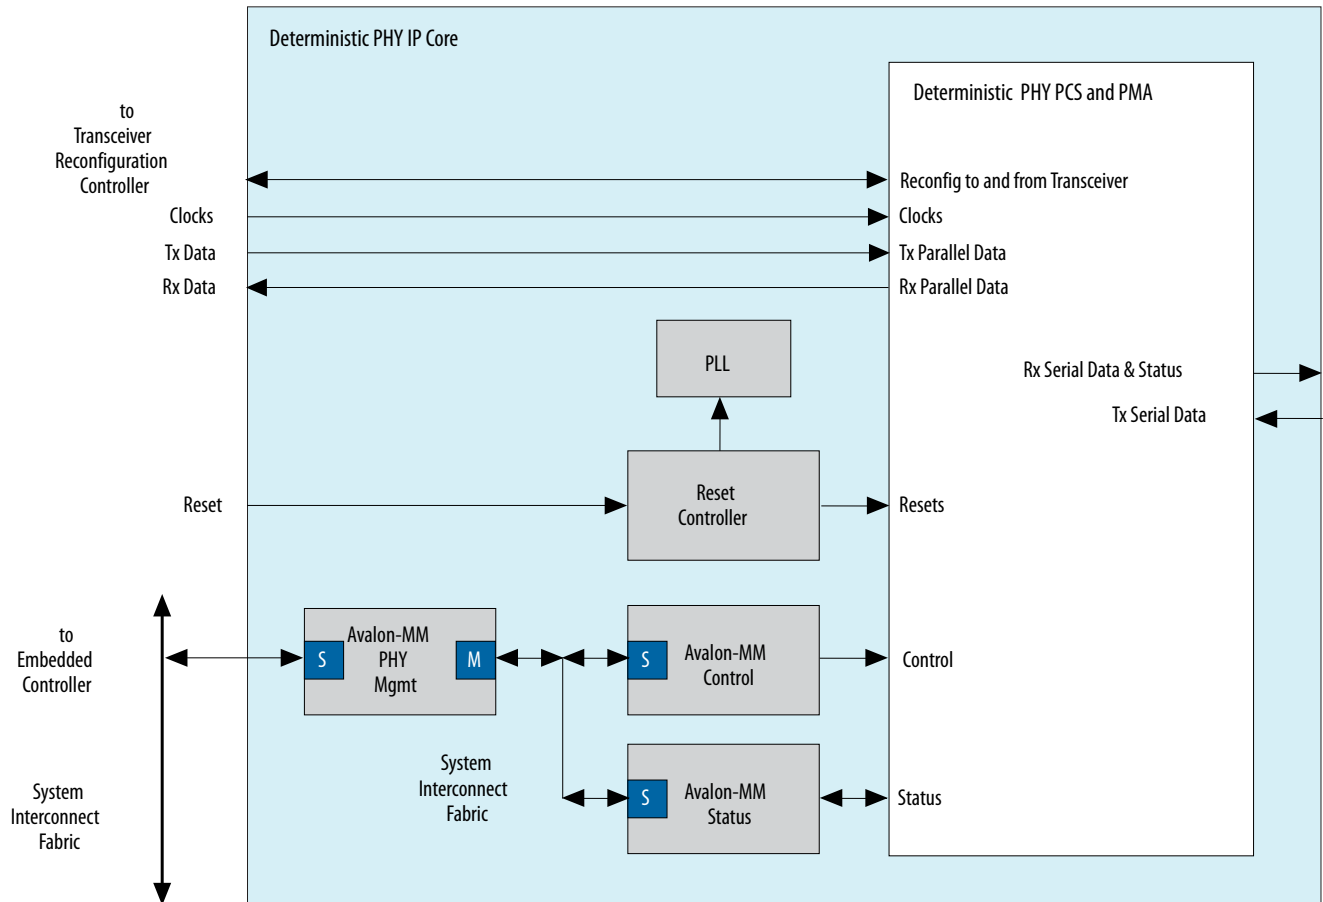 Deterministic PHY IP Core
Deterministic PHY PCS and PMA
to
Transceiver
Reconfiguration
Controller
Reconfig to and from Transceiver
Clocks
Clocks
Tx Data
Tx Parallel Data
Rx Data
Rx Parallel Data
PLL
Rx Serial Data & Status
Tx Serial Data
Reset
Reset
Controller
Resets
to
Embedded
Controller
S
Avalon-MM
PHY
Mgmt
M
S
Avalon-MM
Control
Control
System
Interconnect
Fabric
System
Interconnect
Fabric
S
Avalon-MM
Status
Status